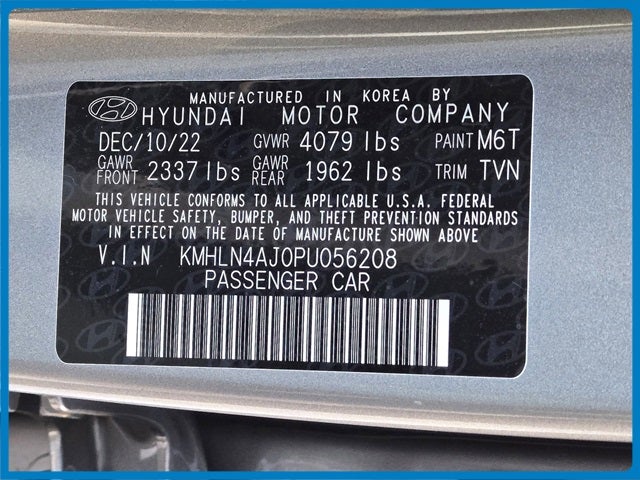 MANUFACTURED IN KOREA BY
HYUNDAI MOTOR COMPANY
DEC/10/22 GVWR 4079 lbs PAINT M6T
GAWR FRONT 2337 lbs GAWR REAR 1962 lbs TRIM TVN
THIS VEHICLE CONFORMS TO ALL APPLICABLE U.S.A. FEDERAL
MOTOR VEHICLE SAFETY, BUMPER, AND THEFT PREVENTION STANDARDS
IN EFFECT ON THE DATE OF MANUFACTURE SHOWN ABOVE.
V.I.N KMHLN4AJ0PU056208
PASSENGER CAR